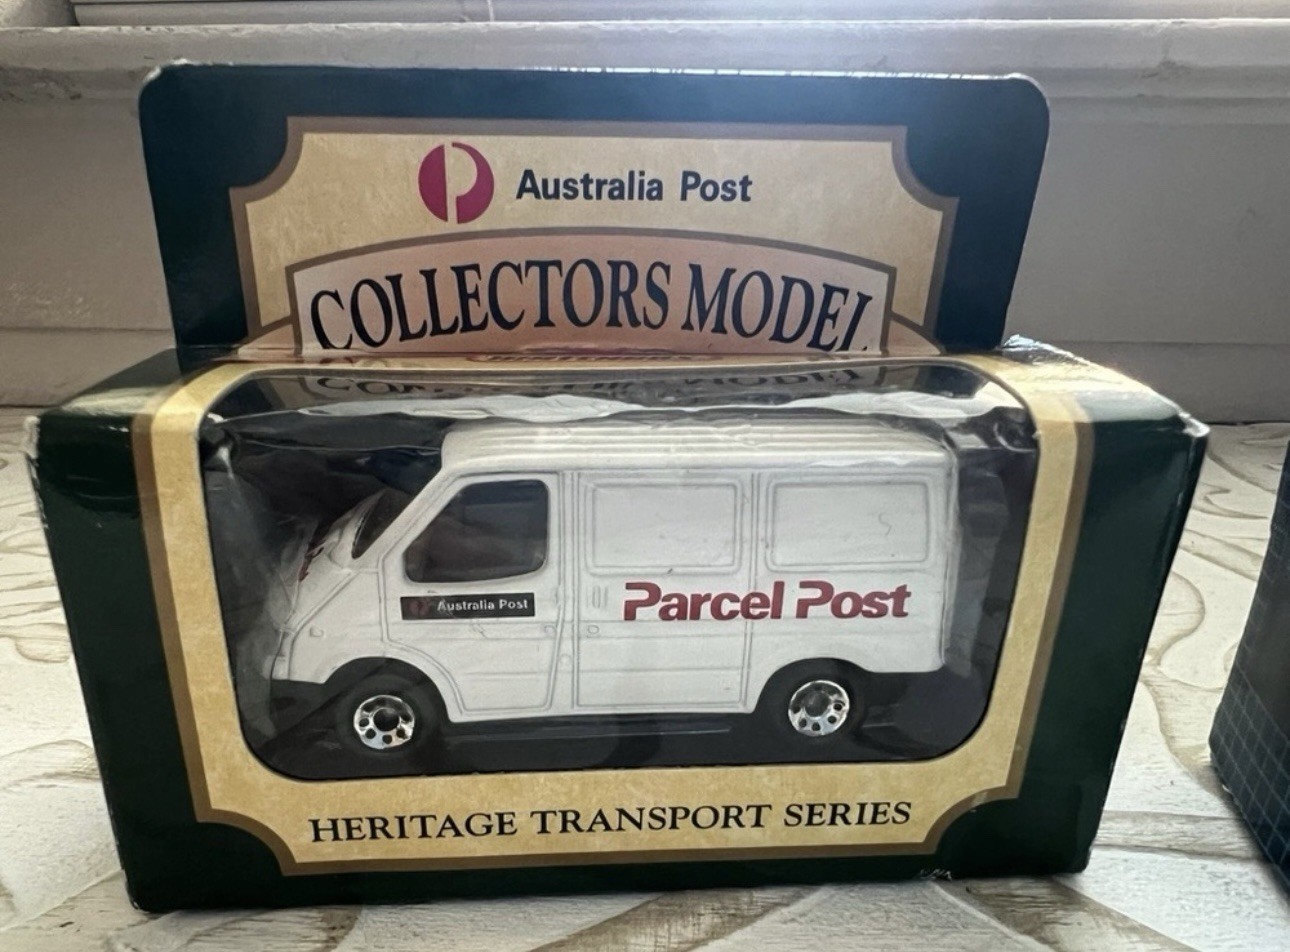 Australia Post
COLLECTORS MODEL
Australia Post
Parcel Post
HERITAGE TRANSPORT SERIES